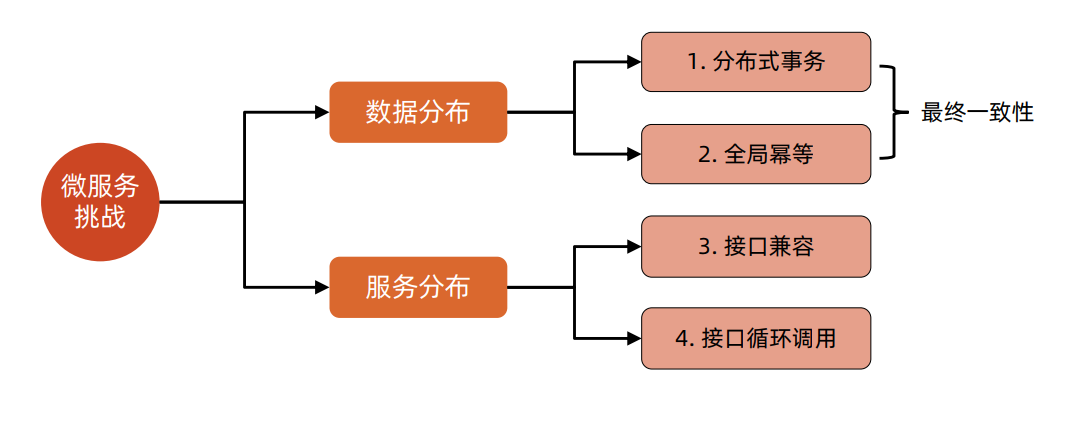 微服务
挑战
数据分布
1. 分布式事务
2. 全局幂等
最终一致性
服务分布
3. 接口兼容
4. 接口循环调用